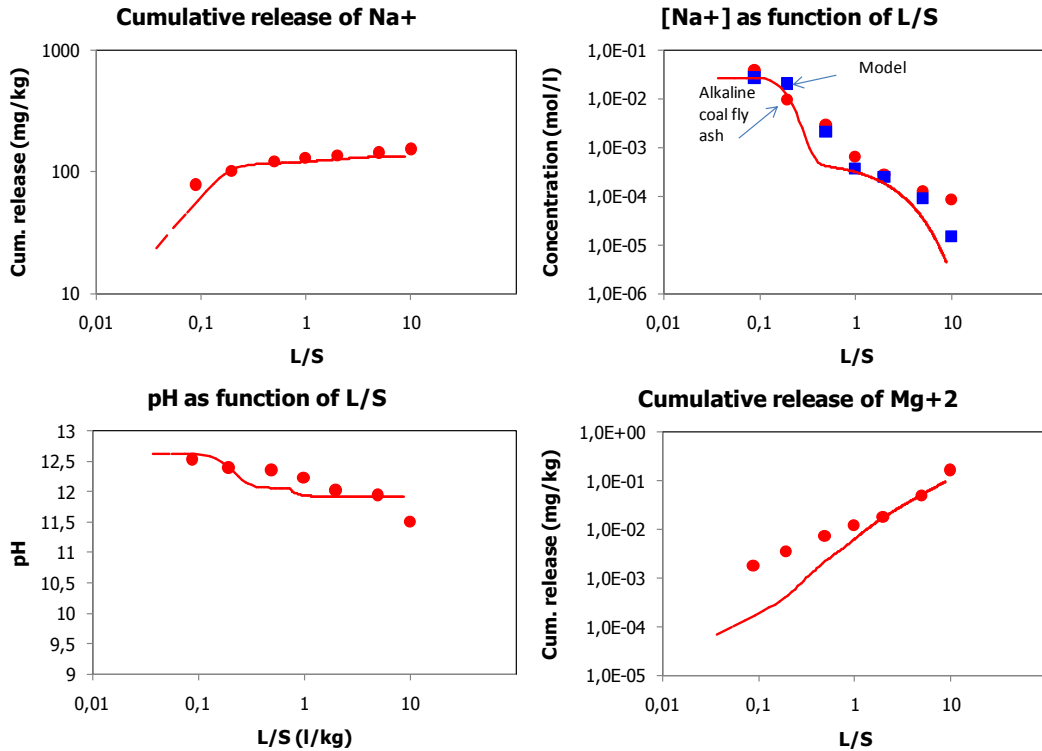 Cumulative release of Na+
1000
100
10
0,01
0,1
1
10
L/S
Cum. release (mg/kg)
[Na+] as function of L/S
1,0E-01
1,0E-02
1,0E-03
1,0E-04
1,0E-05
1,0E-06
0,01
0,1
1
10
L/S
Concentration (mol/l)
Model
Alkaline
coal fly
ash
pH as function of L/S
13
12,5
12
11,5
11
10,5
10
9,5
9
0,01
0,1
1
10
L/S (l/kg)
pH
Cumulative release of Mg+2
1,0E+00
1,0E-01
1,0E-02
1,0E-03
1,0E-04
1,0E-05
0,01
0,1
1
10
L/S
Cum. release (mg/kg)